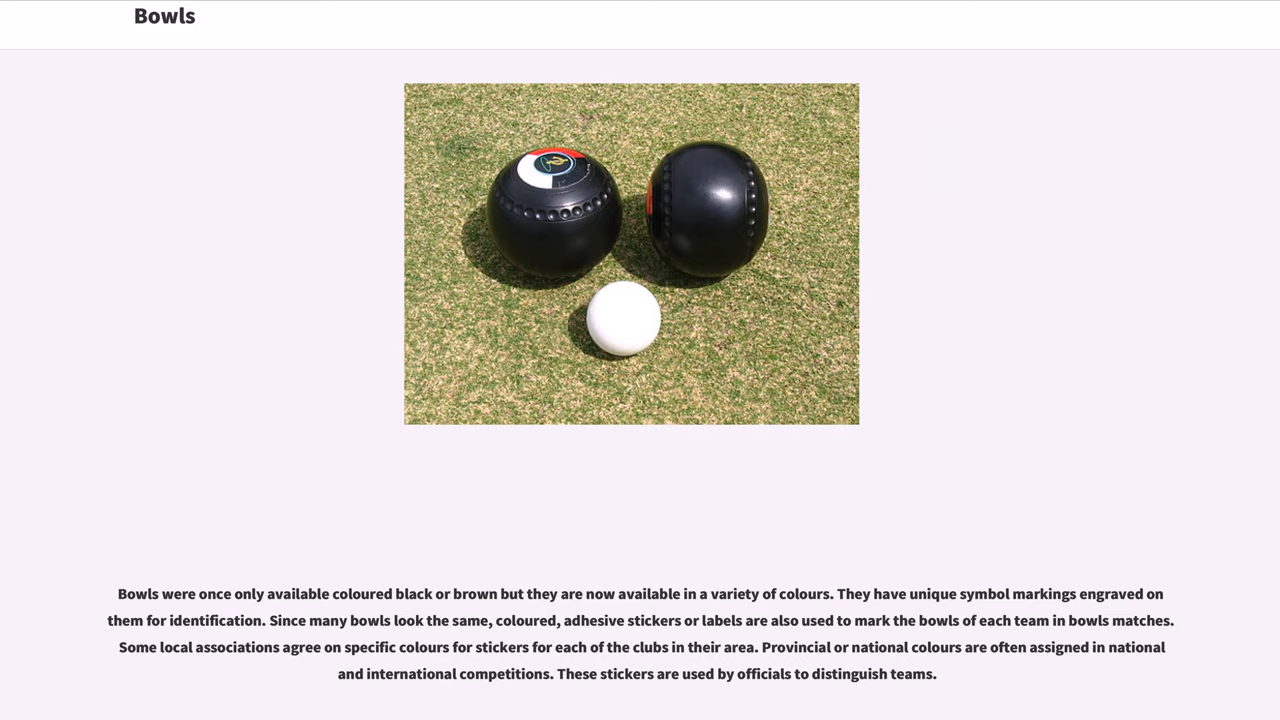 Bowls
Bowls were once only available coloured black or brown but they are now available in a variety of colours. They have unique symbol markings engraved on
them for identification. Since many bowls look the same, coloured, adhesive stickers or labels are also used to mark the bowls of each team in bowls matches.
Some local associations agree on specific colours for stickers for each of the clubs in their area. Provincial or national colours are often assigned in national
and international competitions. These stickers are used by officials to distinguish teams.